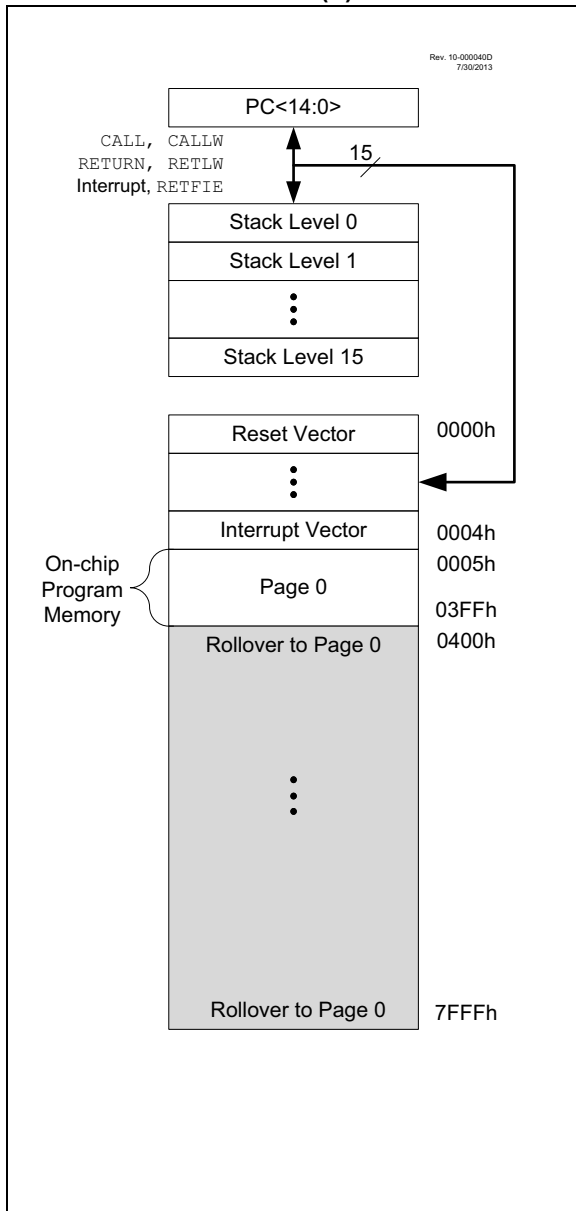 Rev. 10-000040D
7/30/2013
PC<14:0>
CALL, CALLW
RETURN, RETLW
Interrupt, RETFIE
15
Stack Level 0
Stack Level 1
Stack Level 15
Reset Vector
0000h
Interrupt Vector
0004h
On-chip
Program
Memory
Page 0
0005h
03FFh
Rollover to Page 0
0400h
Rollover to Page 0
7FFFh